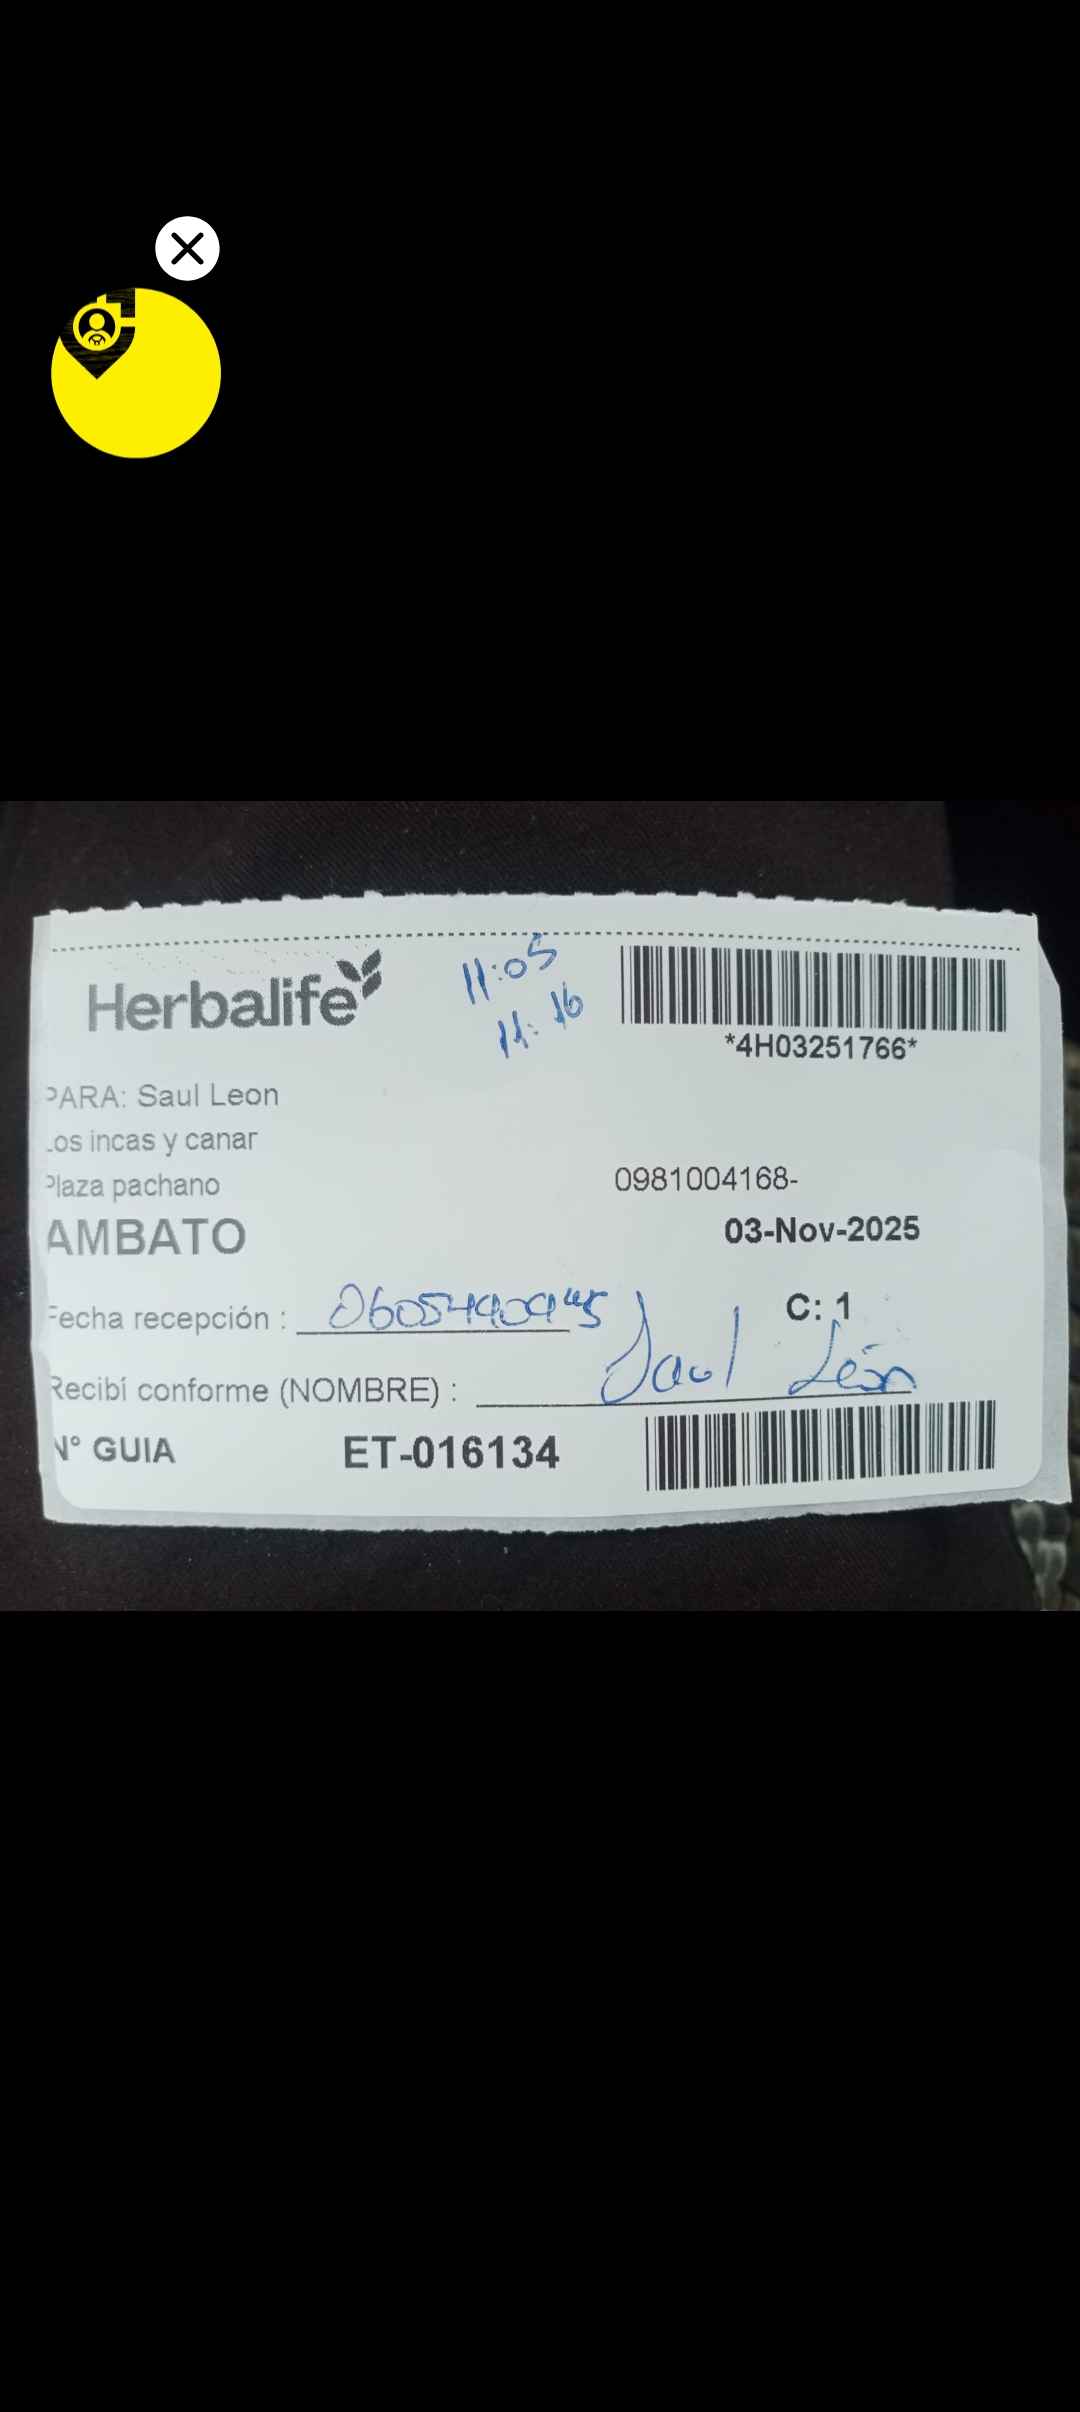 Herbalife
11:05
11:16
*4H03251766*
PARA: Saul Leon
Los incas y canar
Plaza pachano
0981004168-
AMBATO
03-Nov-2025
Fecha recepción :
C: 1
Recibí conforme (NOMBRE) : Saul León
N° GUIA ET-016134